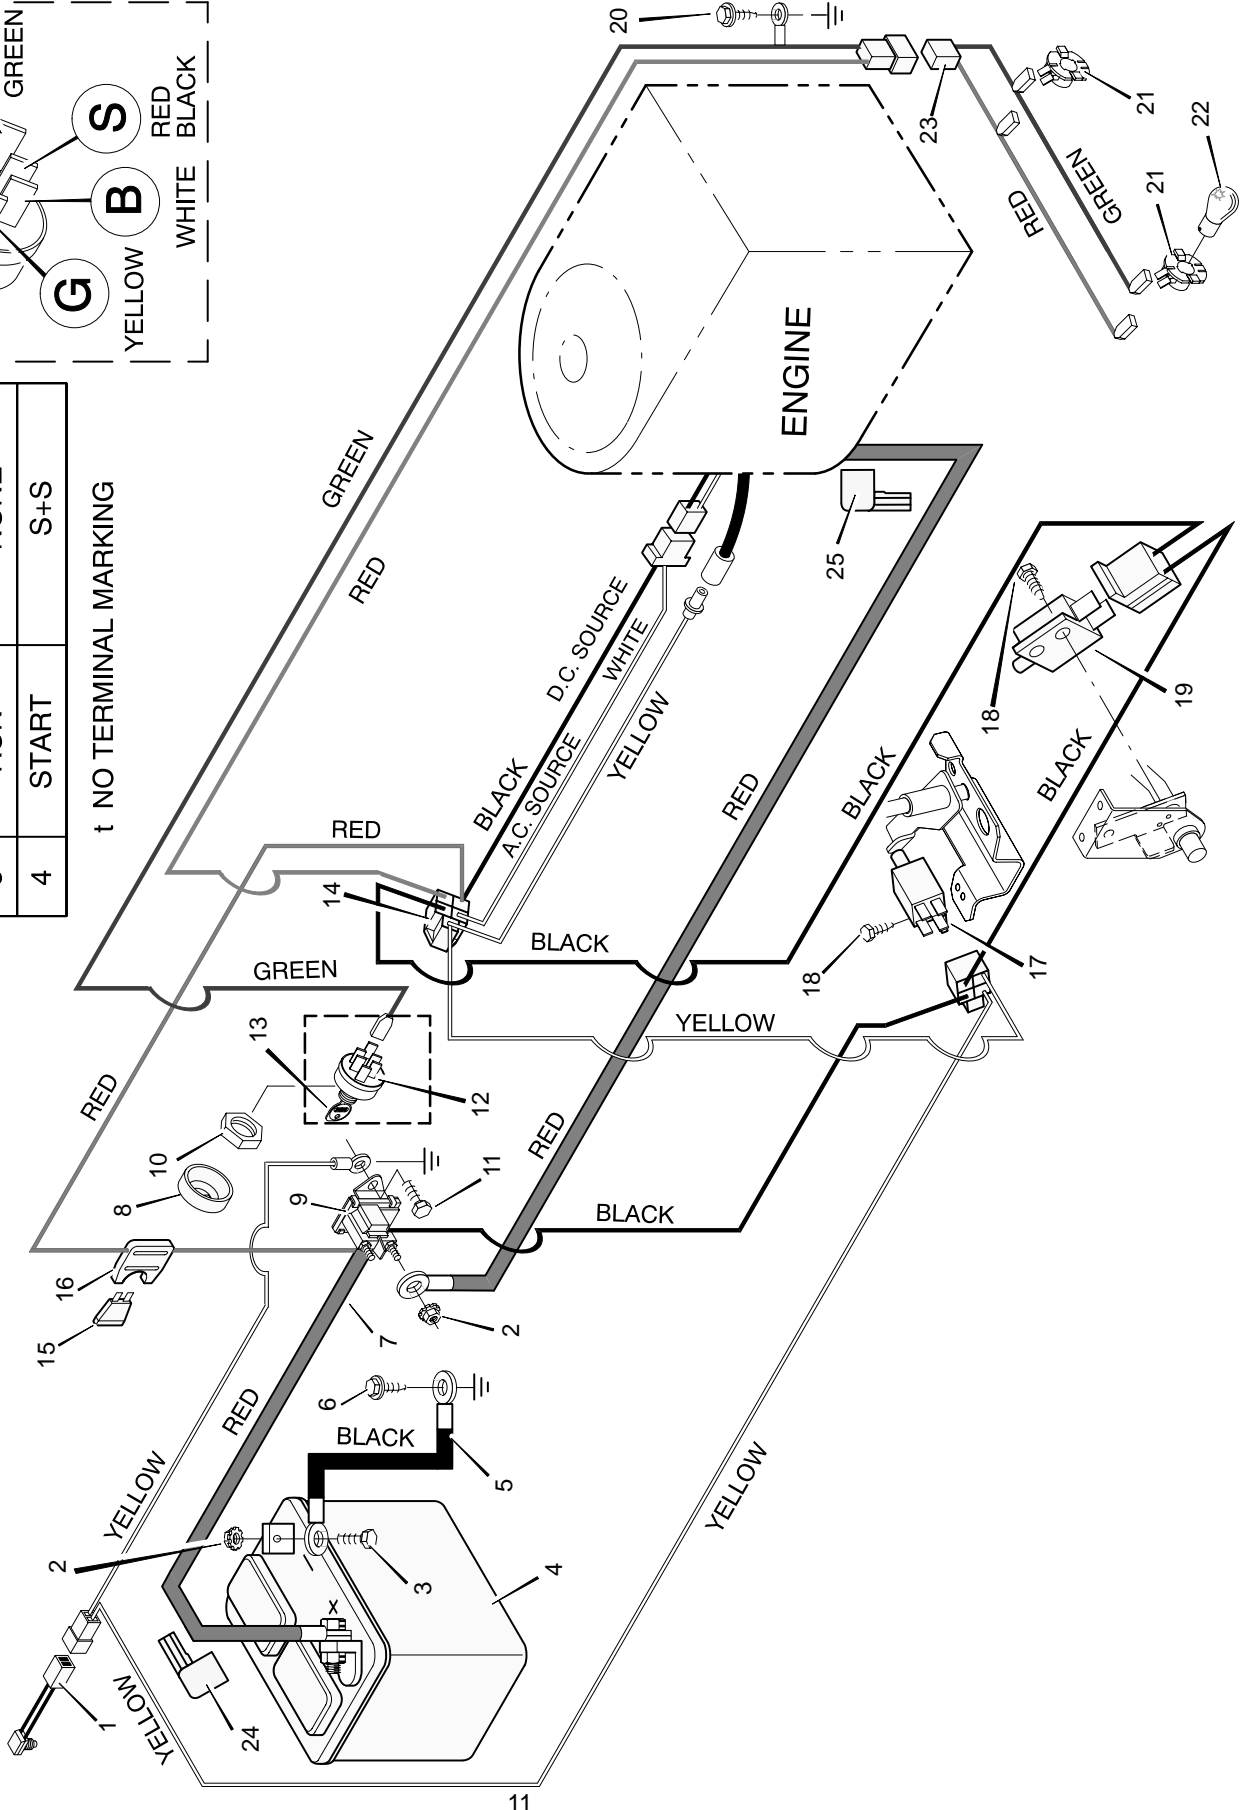 GREEN
S
RED
BLACK
B
WHITE
G
YELLOW
4
START
S+S
t NO TERMINAL MARKING
20
23
21
22
21
RED
GREEN
ENGINE
25
GREEN
RED
D.C. SOURCE
WHITE
A.C. SOURCE
BLACK
YELLOW
RED
14
RED
BLACK
18
19
18
BLACK
17
BLACK
GREEN
YELLOW
13
12
RED
10
8
9
11
RED
BLACK
16
15
7
2
RED
6
BLACK
5
YELLOW
2
3
4
YELLOW
1
YELLOW
24
11